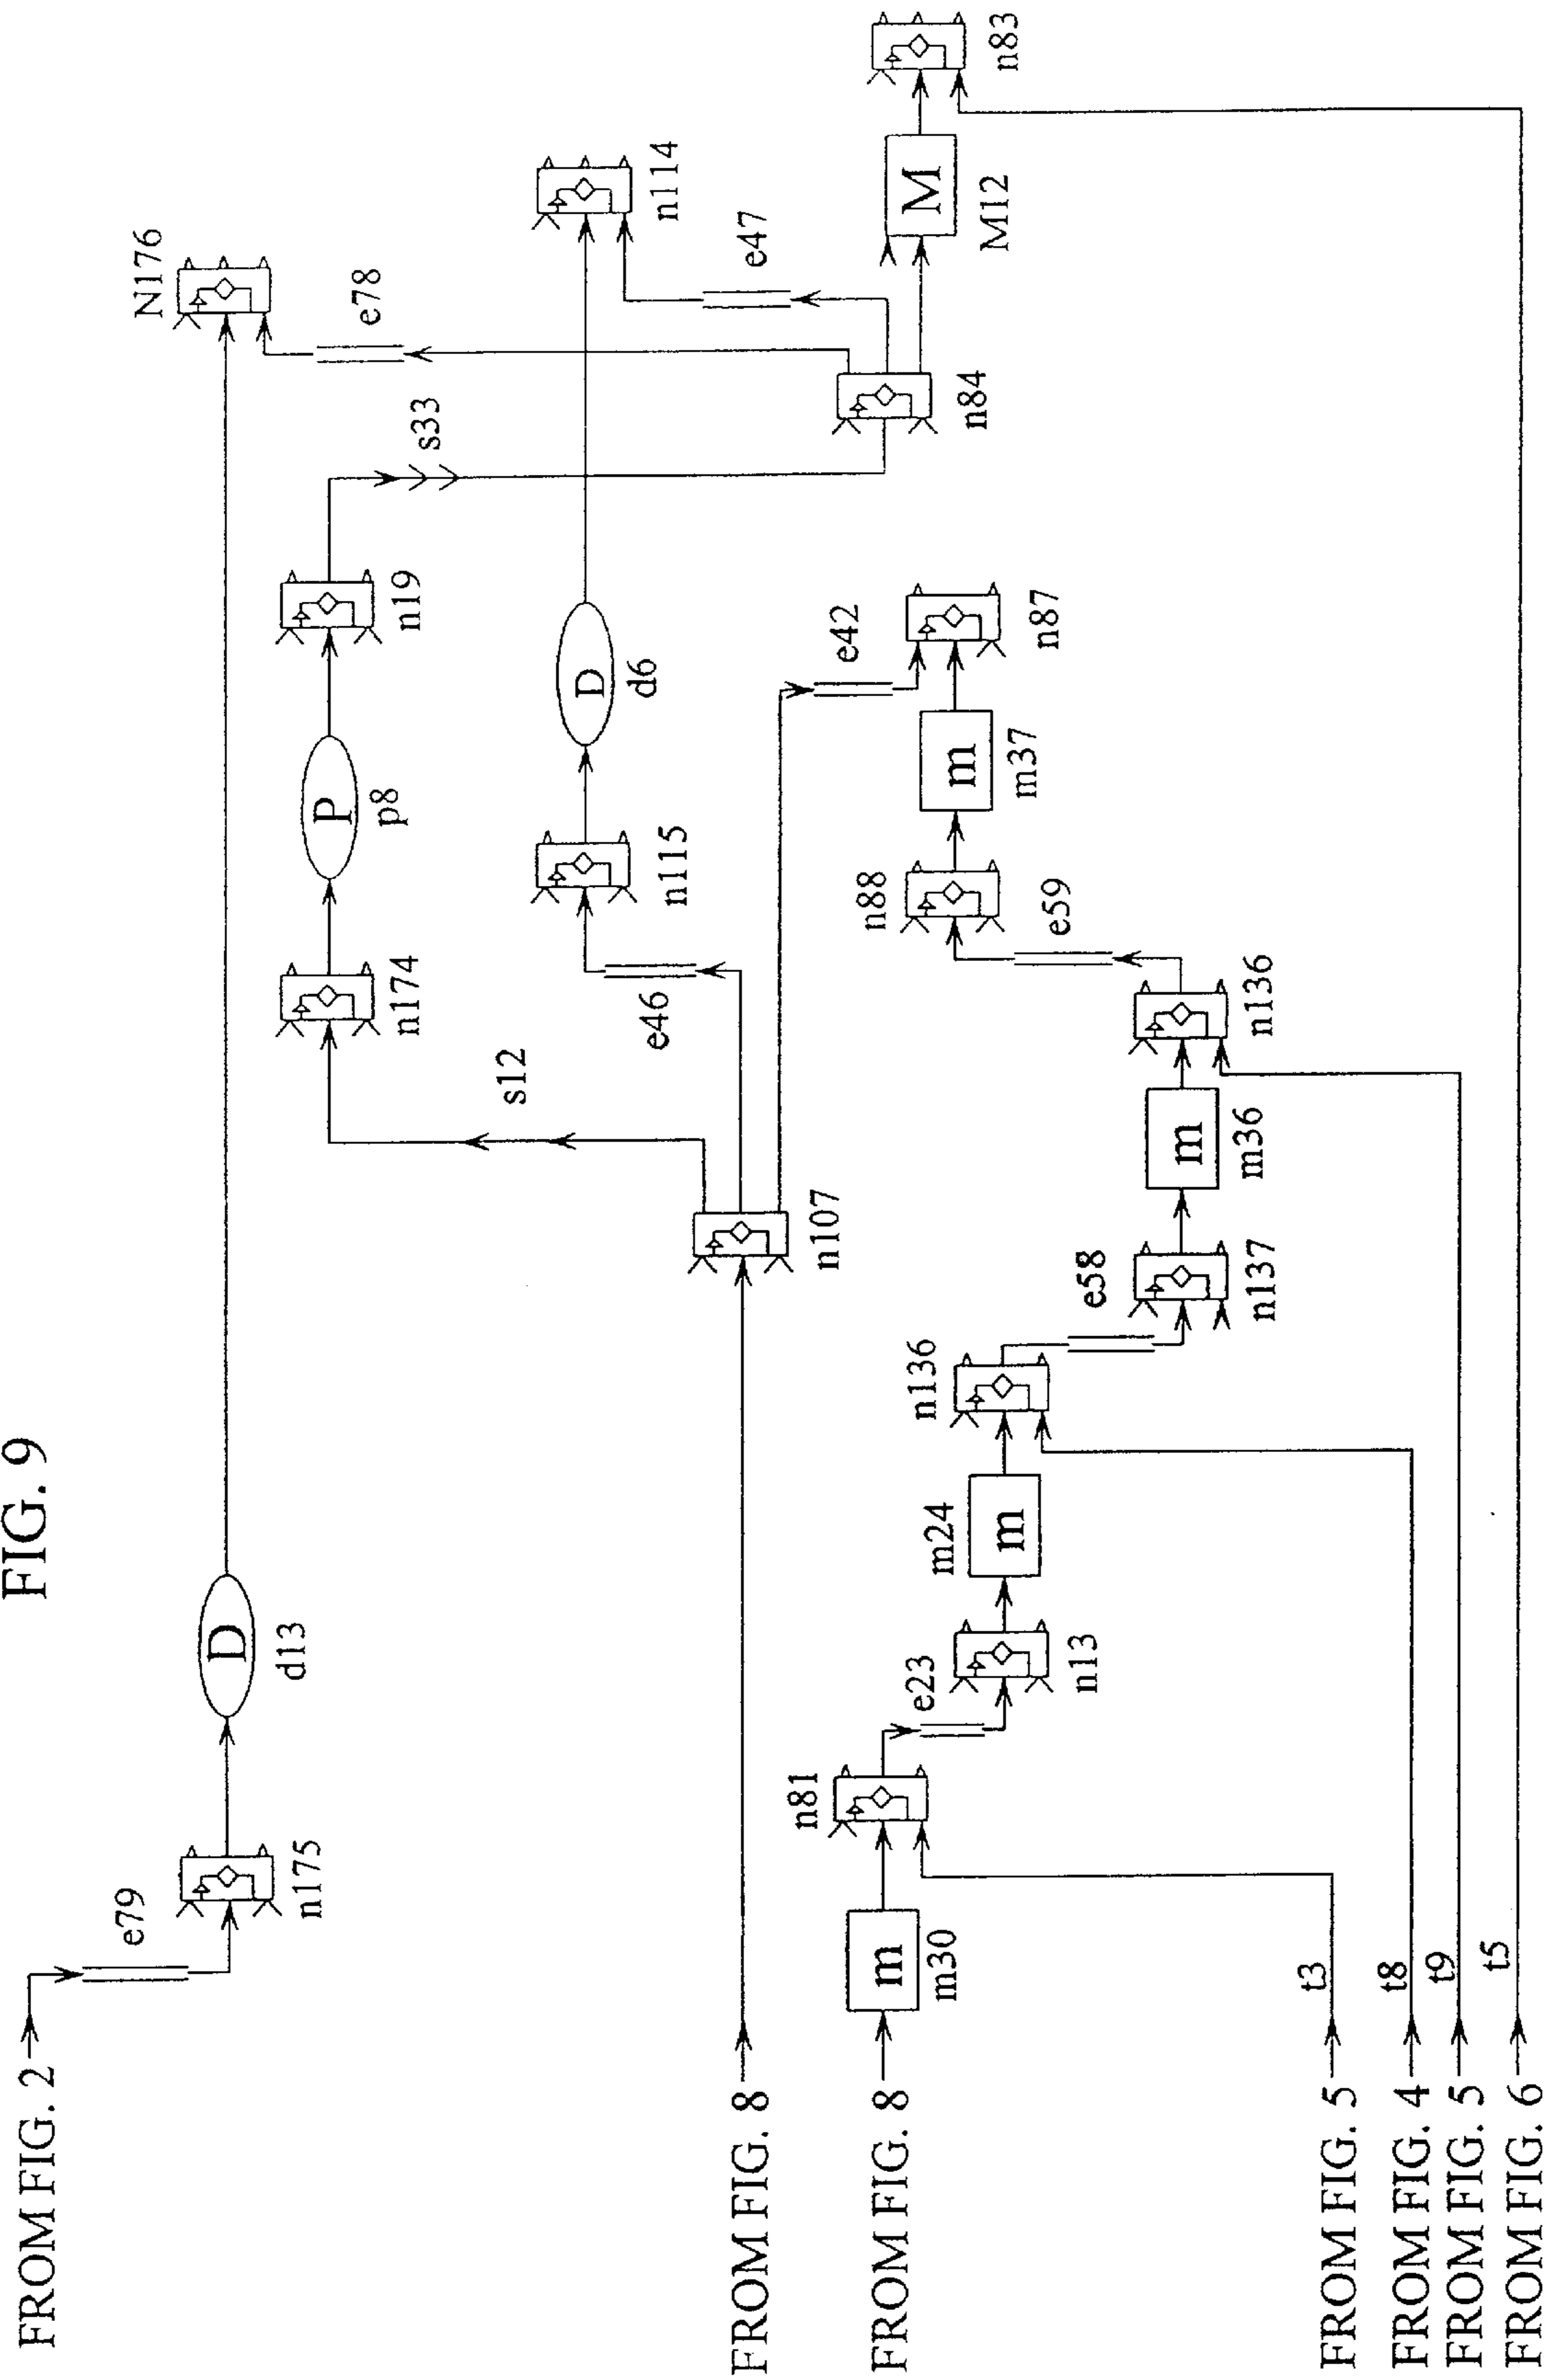 FIG. 9
FROM FIG. 2
e79
n175
D
d13
N176
e78
n174
P
p8
n19
s33
s12
e46
n115
D
d6
n114
e47
FROM FIG. 8
n107
e42
n84
M
M12
n83
FROM FIG. 8
m
m30
n81
e23
n13
m
m24
n136
e58
n137
m
m36
n136
e59
n88
m
m37
n87
FROM FIG. 5
t3
FROM FIG. 4
t8
FROM FIG. 5
t9
FROM FIG. 6
t5